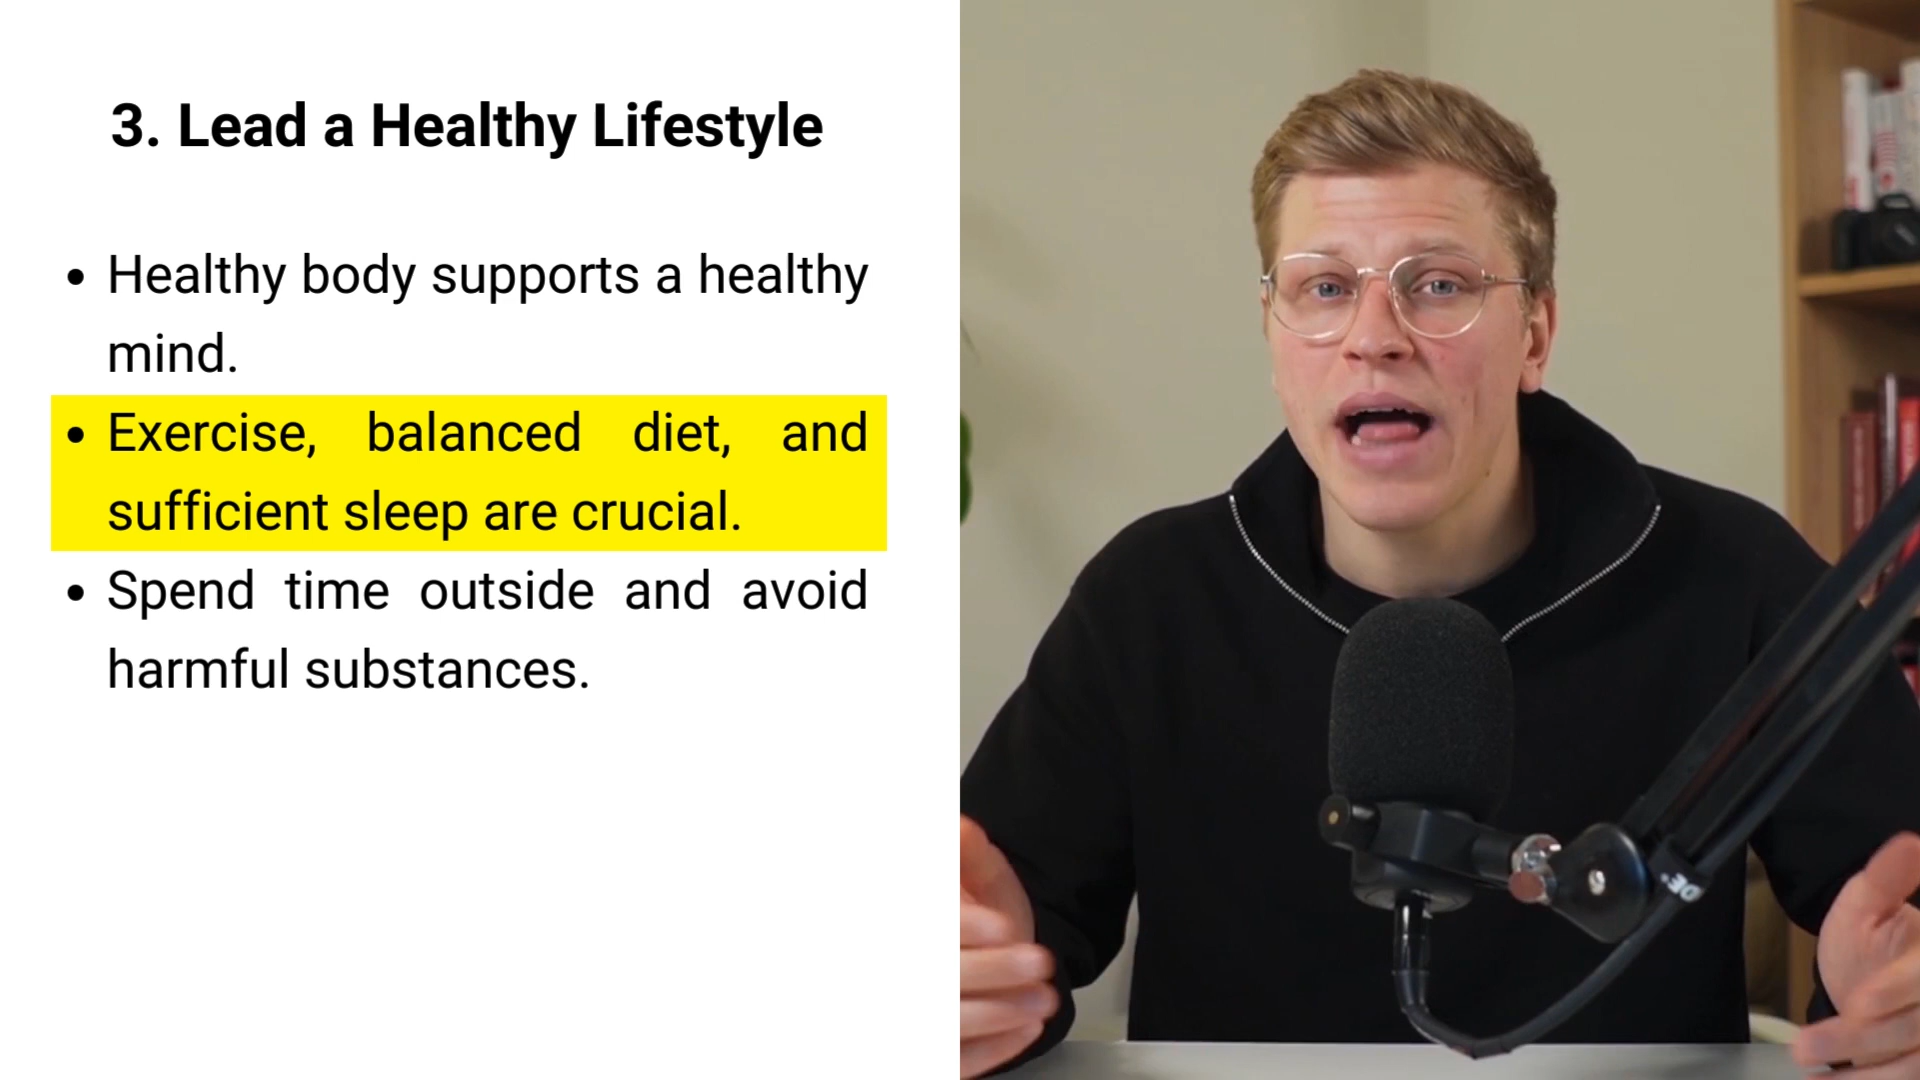 3. Lead a Healthy Lifestyle
• Healthy body supports a healthy
mind.
• Exercise, balanced diet, and
sufficient sleep are crucial.
• Spend time outside and avoid
harmful substances.